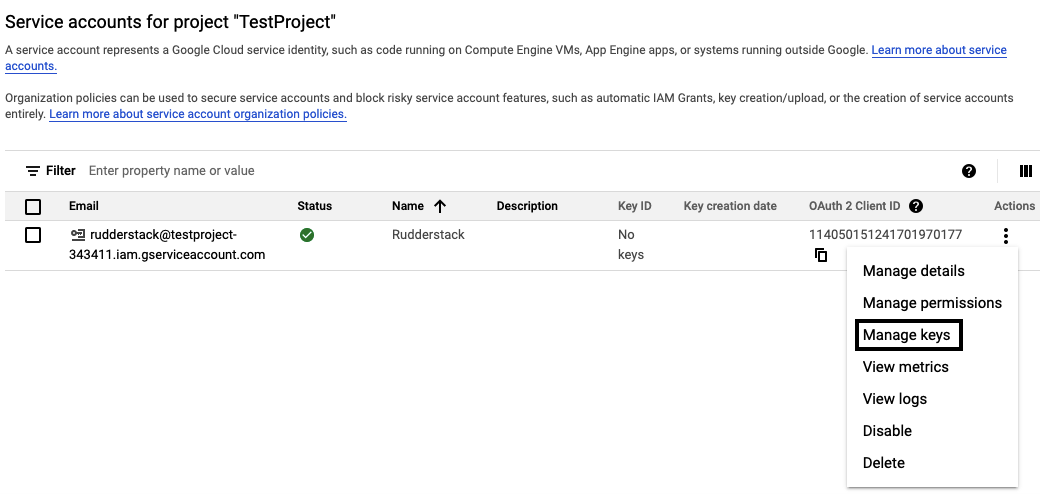 Service accounts for project "TestProject"
A service account represents a Google Cloud service identity, such as code running on Compute Engine VMs, App Engine apps, or systems running outside Google. Learn more about service
accounts.
Organization policies can be used to secure service accounts and block risky service account features, such as automatic IAM Grants, key creation/upload, or the creation of service accounts
entirely. Learn more about service account organization policies.
Filter Enter property name or value
Email Status Name Description Key ID Key creation date OAuth 2 Client ID Actions
rudderstack@testproject- Rudderstack No 114050151241701970177
343411.iam.gserviceaccount.com keys
Manage details
Manage permissions
Manage keys
View metrics
View logs
Disable
Delete